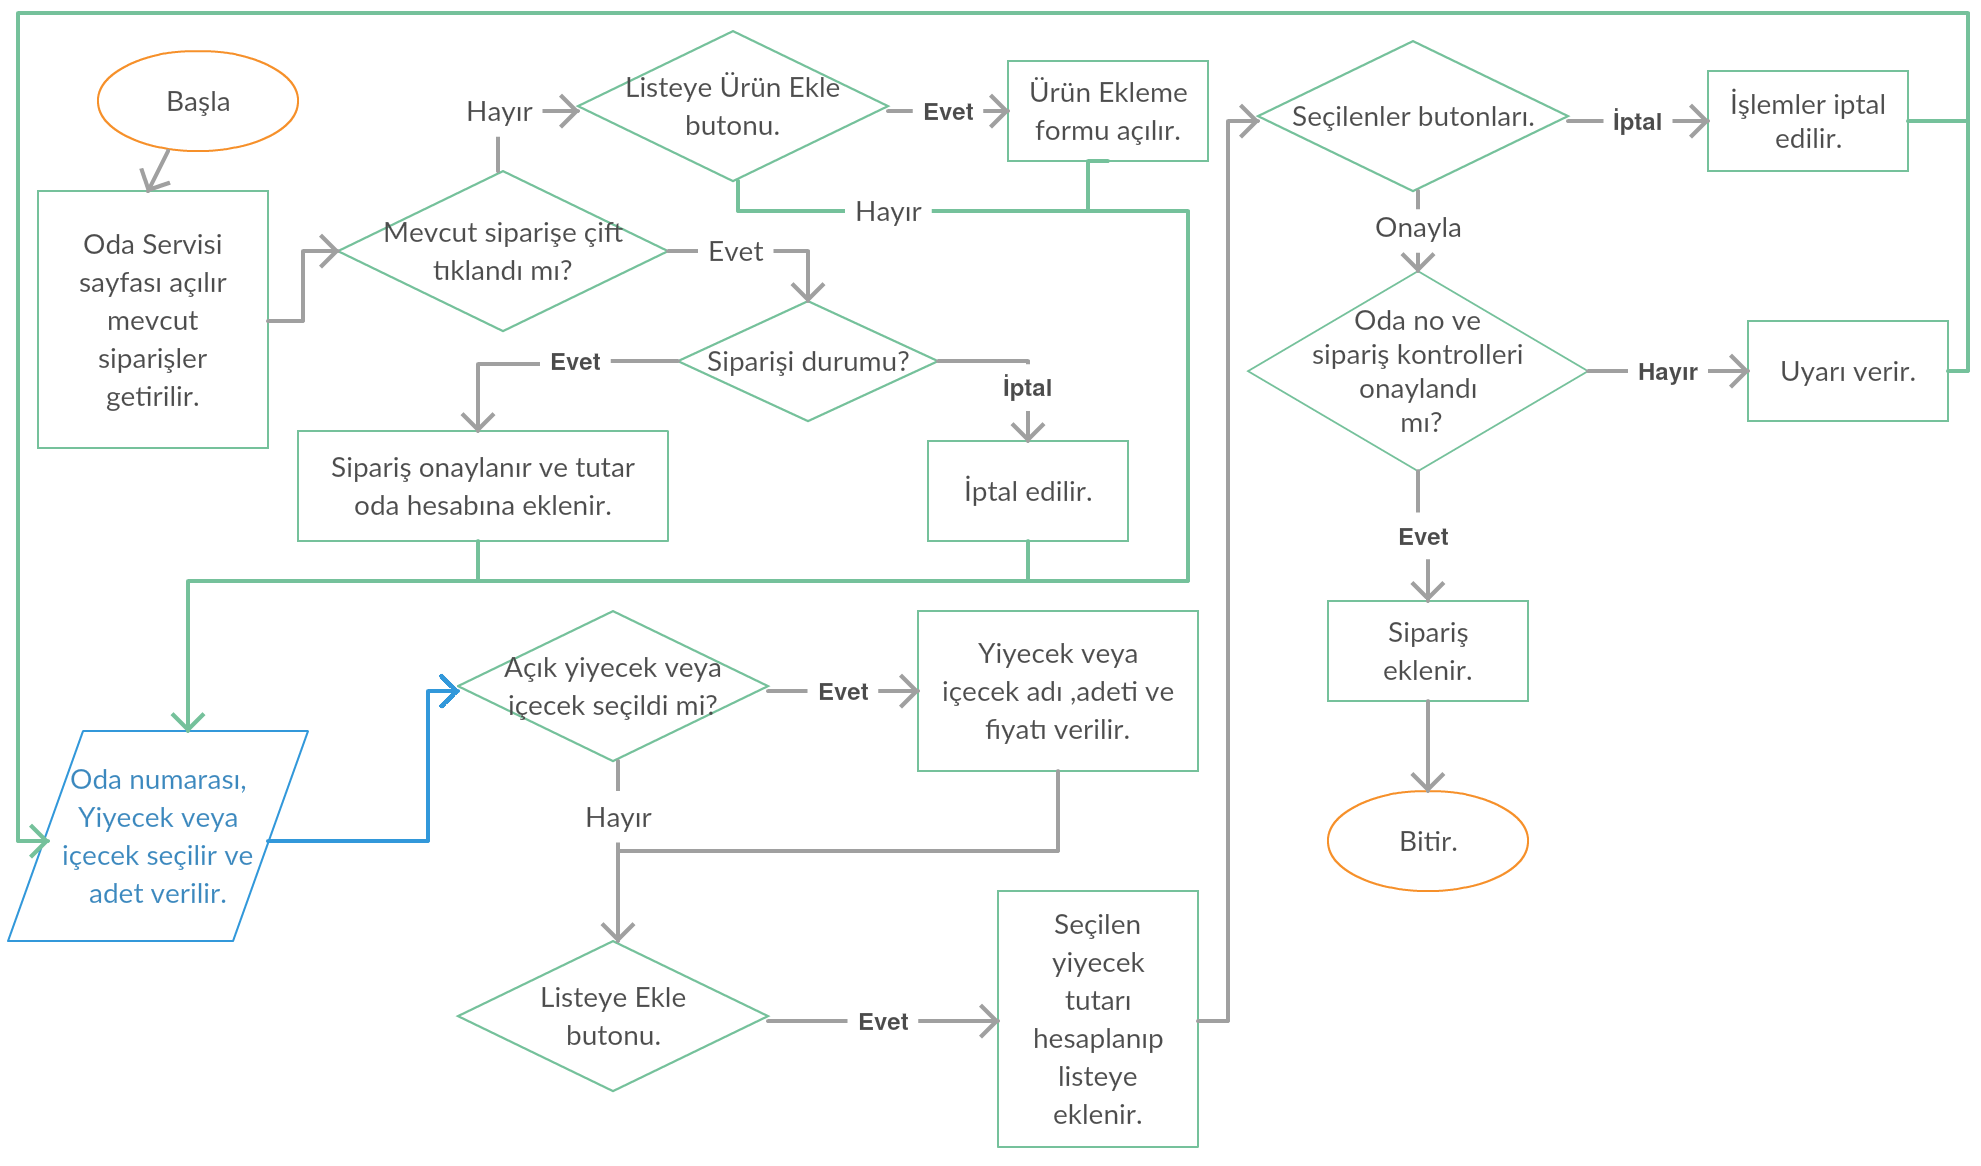 Başla
Oda Servisi
sayfası açılır
mevcut
siparişler
getirilir.
Mevcut siparişe çift
tıklandı mı?
Hayır
Listeye Ürün Ekle
butonu.
Evet
Ürün Ekleme
formu açılır.
Hayır
Evet
Siparişi durumu?
Evet
İptal
Sipariş onaylanır ve tutar
oda hesabına eklenir.
İptal edilir.
Oda numarası,
Yiyecek veya
içecek seçilir ve
adet verilir.
Açık yiyecek veya
içecek seçildi mi?
Evet
Yiyecek veya
içecek adı ,adeti ve
fiyatı verilir.
Hayır
Listeye Ekle
butonu.
Evet
Seçilen
yiyecek
tutarı
hesaplanıp
listeye
eklenir.
Seçilenler butonları.
İptal
İşlemler iptal
edilir.
Onayla
Oda no ve
sipariş kontrolleri
onaylandı
mı?
Hayır
Uyarı verir.
Evet
Sipariş
eklenir.
Bitir.